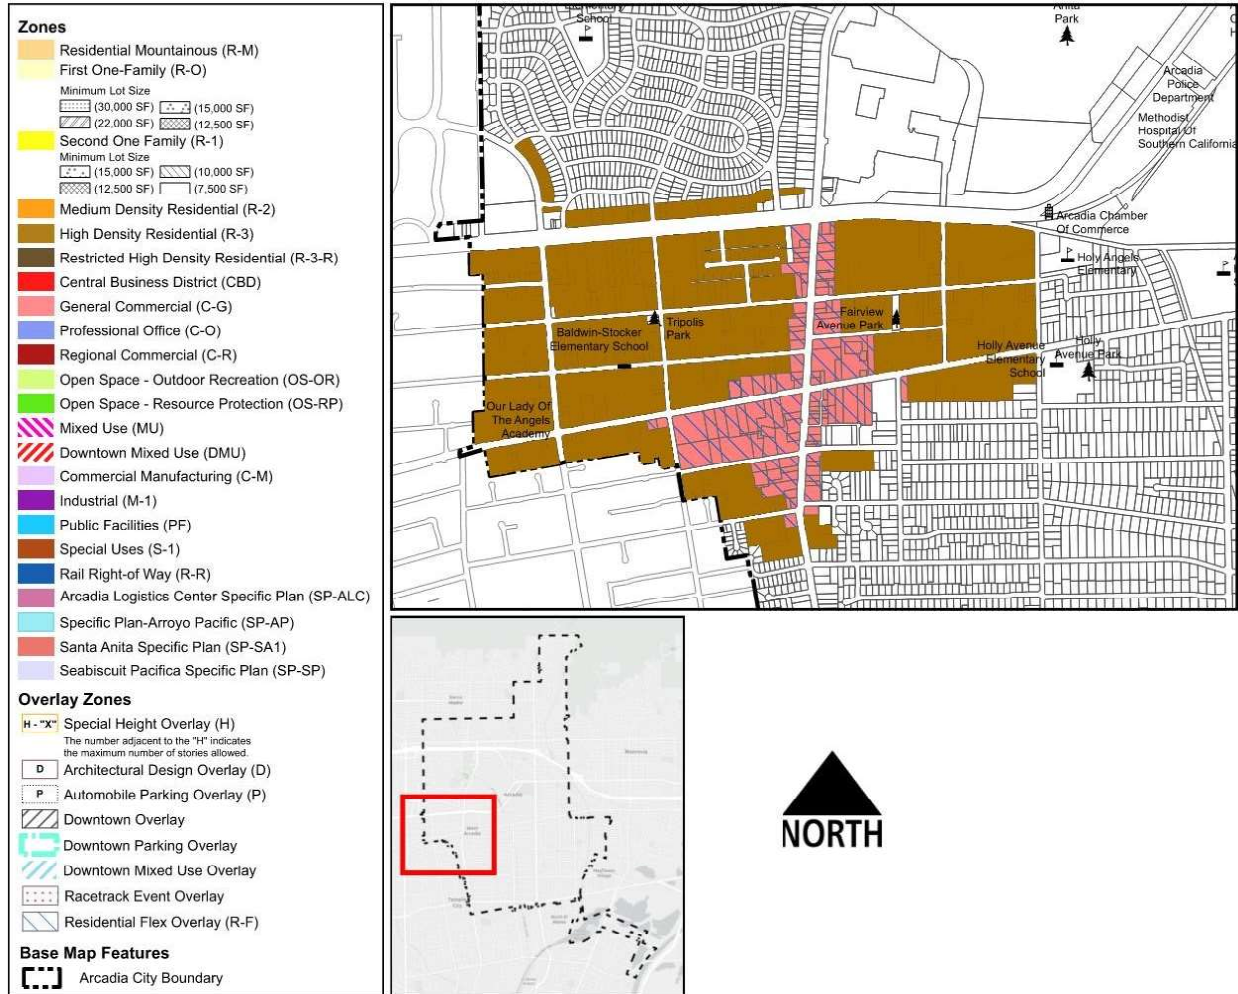 Zones
Residential Mountainous (R-M)
First One-Family (R-O)
Minimum Lot Size
(30,000 SF) (15,000 SF)
(22,000 SF) (12,500 SF)
Second One Family (R-1)
Minimum Lot Size
(15,000 SF) (10,000 SF)
(12,500 SF) (7,500 SF)
Medium Density Residential (R-2)
High Density Residential (R-3)
Restricted High Density Residential (R-3-R)
Central Business District (CBD)
General Commercial (C-G)
Professional Office (C-O)
Regional Commercial (C-R)
Open Space - Outdoor Recreation (OS-OR)
Open Space - Resource Protection (OS-RP)
Mixed Use (MU)
Downtown Mixed Use (DMU)
Commercial Manufacturing (C-M)
Industrial (M-1)
Public Facilities (PF)
Special Uses (S-1)
Rail Right-of Way (R-R)
Arcadia Logistics Center Specific Plan (SP-ALC)
Specific Plan-Arroyo Pacific (SP-AP)
Santa Anita Specific Plan (SP-SA1)
Seabiscuit Pacifica Specific Plan (SP-SP)
Overlay Zones
H - "X" Special Height Overlay (H)
The number adjacent to the "H" indicates
the maximum number of stories allowed.
D Architectural Design Overlay (D)
P Automobile Parking Overlay (P)
Downtown Overlay
Downtown Parking Overlay
Downtown Mixed Use Overlay
Racetrack Event Overlay
Residential Flex Overlay (R-F)
Base Map Features
Arcadia City Boundary
School
Park
Arcadia
Police
Department
Methodist
Hospital Of
Southern California
Arcadia Chamber
Of Commerce
Holy Angels
Elementary
Baldwin-Stocker
Elementary School
Tripolis
Park
Fairview
Avenue Park
Holly Avenue
Elementary
School
Holly
Avenue Park
Our Lady Of
The Angels
Academy
Arcadia
NORTH